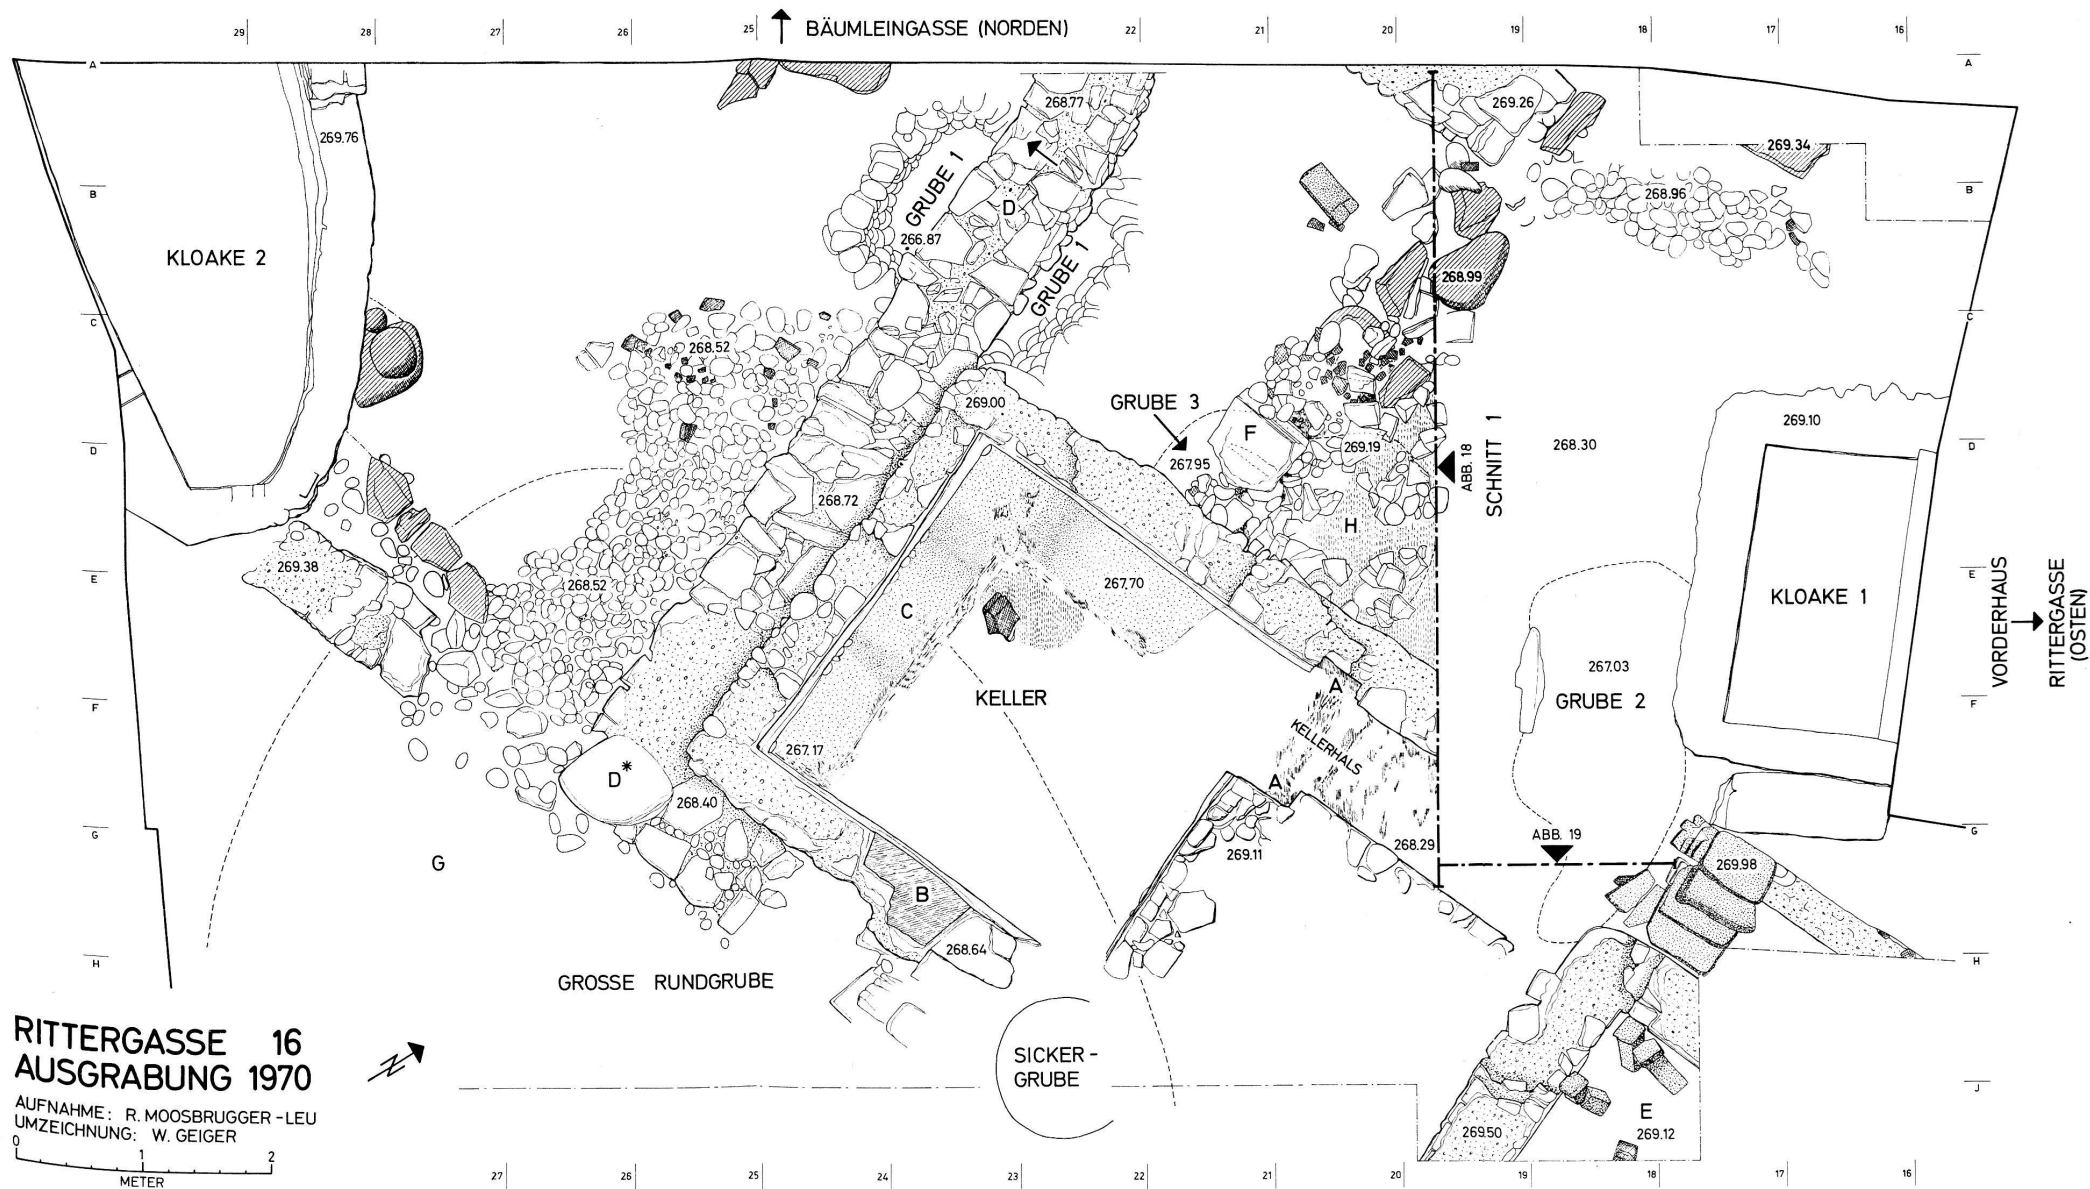 29 28 27 26 25 BÄUMLEINGASSE (NORDEN) 22 21 20 19 18 17 16
A
A
268.77
269.26
269.76
269.34
GRUBE 1
B
B
268.96
D
266.87
KLOAKE 2
GRUBE 1
268.99
C
C
268.52
269.00
GRUBE 3
269.10
F
D
269.19
268.30
D
267.95
ABB. 18
SCHNITT 1
268.72
H
269.38
E
268.52
267.70
E
C
KLOAKE 1
VORDERHAUS
RITTERGASSE
(OSTEN)
267.03
A
KELLER
GRUBE 2
F
F
KELLERHALS
267.17
D*
A
268.40
G
ABB. 19
G
268.29
269.11
G
269.98
B
268.64
H
H
GROSSE RUNDGRUBE
RITTERGASSE 16
AUSGRABUNG 1970
SICKER-
GRUBE
J
AUFNAHME: R. MOOSBRUGGER-LEU
UMZEICHNUNG: W. GEIGER
E
269.50
269.12
0 1 2
METER
27 26 25 24 23 22 21 20 19 18 17 16